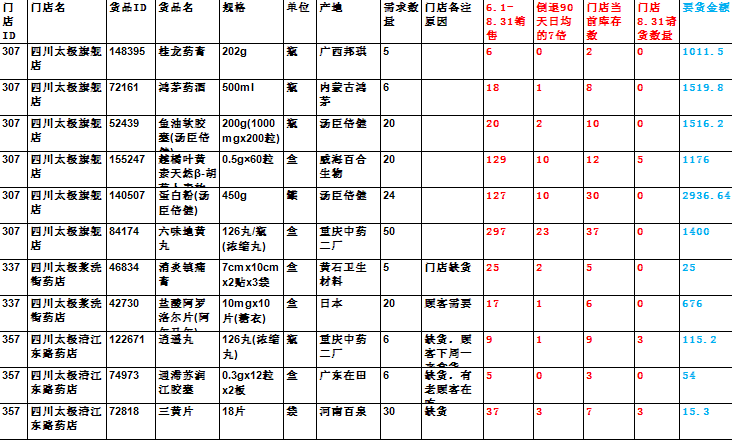 门店ID 门店名 货品ID 货品名 规格 单位 产地 需求数量 门店备注原因 6.1-8.31销售 倒退90天日均的7倍 门店当前库存数 门店8.31请货数量 要货金额
307 四川太极旗舰店 148395 桂龙药膏 202g 瓶 广西邦琪 5 6 0 2 0 1011.5
307 四川太极旗舰店 72161 鸿茅药酒 500ml 瓶 内蒙古鸿茅 6 18 1 8 0 1519.8
307 四川太极旗舰店 52439 鱼油软胶囊(汤臣倍健) 200g(1000mgx200粒) 瓶 汤臣倍健 20 20 2 10 0 1516.2
307 四川太极旗舰店 155247 越橘叶黄素天然β-胡 0.5g×60粒 盒 威海百合生物 20 129 10 12 5 1176
307 四川太极旗舰店 140507 蛋白粉(汤臣倍健) 450g 罐 汤臣倍健 24 127 10 30 0 2936.64
307 四川太极旗舰店 84174 六味地黄丸 126丸/瓶(浓缩丸) 盒 重庆中药二厂 50 297 23 37 0 1400
337 四川太极浆洗街药店 46834 消炎镇痛膏 7cmx10cmx2贴x3袋 盒 黄石卫生材料 5 门店缺货 25 2 5 0 25
337 四川太极浆洗街药店 42730 盐酸阿罗洛尔片(阿 10mgx10片(糖衣) 盒 日本 20 顾客需要 17 1 6 0 676
357 四川太极清江东路药店 122671 逍遥丸 126丸(浓缩丸) 瓶 重庆中药二厂 6 缺货．顾客下周一 9 1 9 3 115.2
357 四川太极清江东路药店 74973 通滞苏润江胶囊 0.3gx12粒x2板 盒 广东在田 6 缺货．有老顾客在 5 0 3 0 54
357 四川太极清江东路药店 72818 三黄片 18片 袋 河南百泉 30 缺货 37 3 7 3 15.3